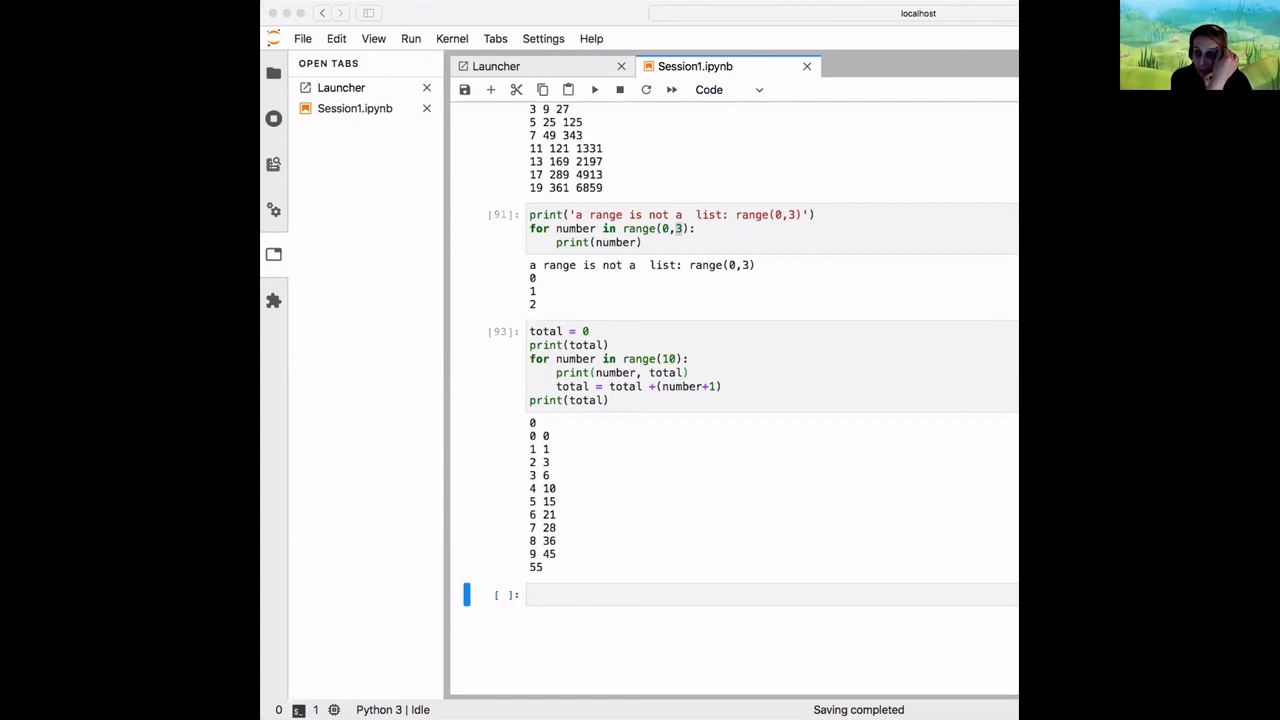 localhost
File Edit View Run Kernel Tabs Settings Help
OPEN TABS
Launcher
Session1.ipynb
Launcher
Session1.ipynb
Code
3 9 27
5 25 125
7 49 343
11 121 1331
13 169 2197
17 289 4913
19 361 6859
[91]:
print('a range is not a  list: range(0,3)')
for number in range(0,3):
    print(number)
a range is not a  list: range(0,3)
0
1
2
[93]:
total = 0
print(total)
for number in range(10):
    print(number, total)
    total = total +(number+1)
print(total)
0
0 0
1 1
2 3
3 6
4 10
5 15
6 21
7 28
8 36
9 45
55
[ ]:
0 $_ 1 Python 3 | Idle Saving completed